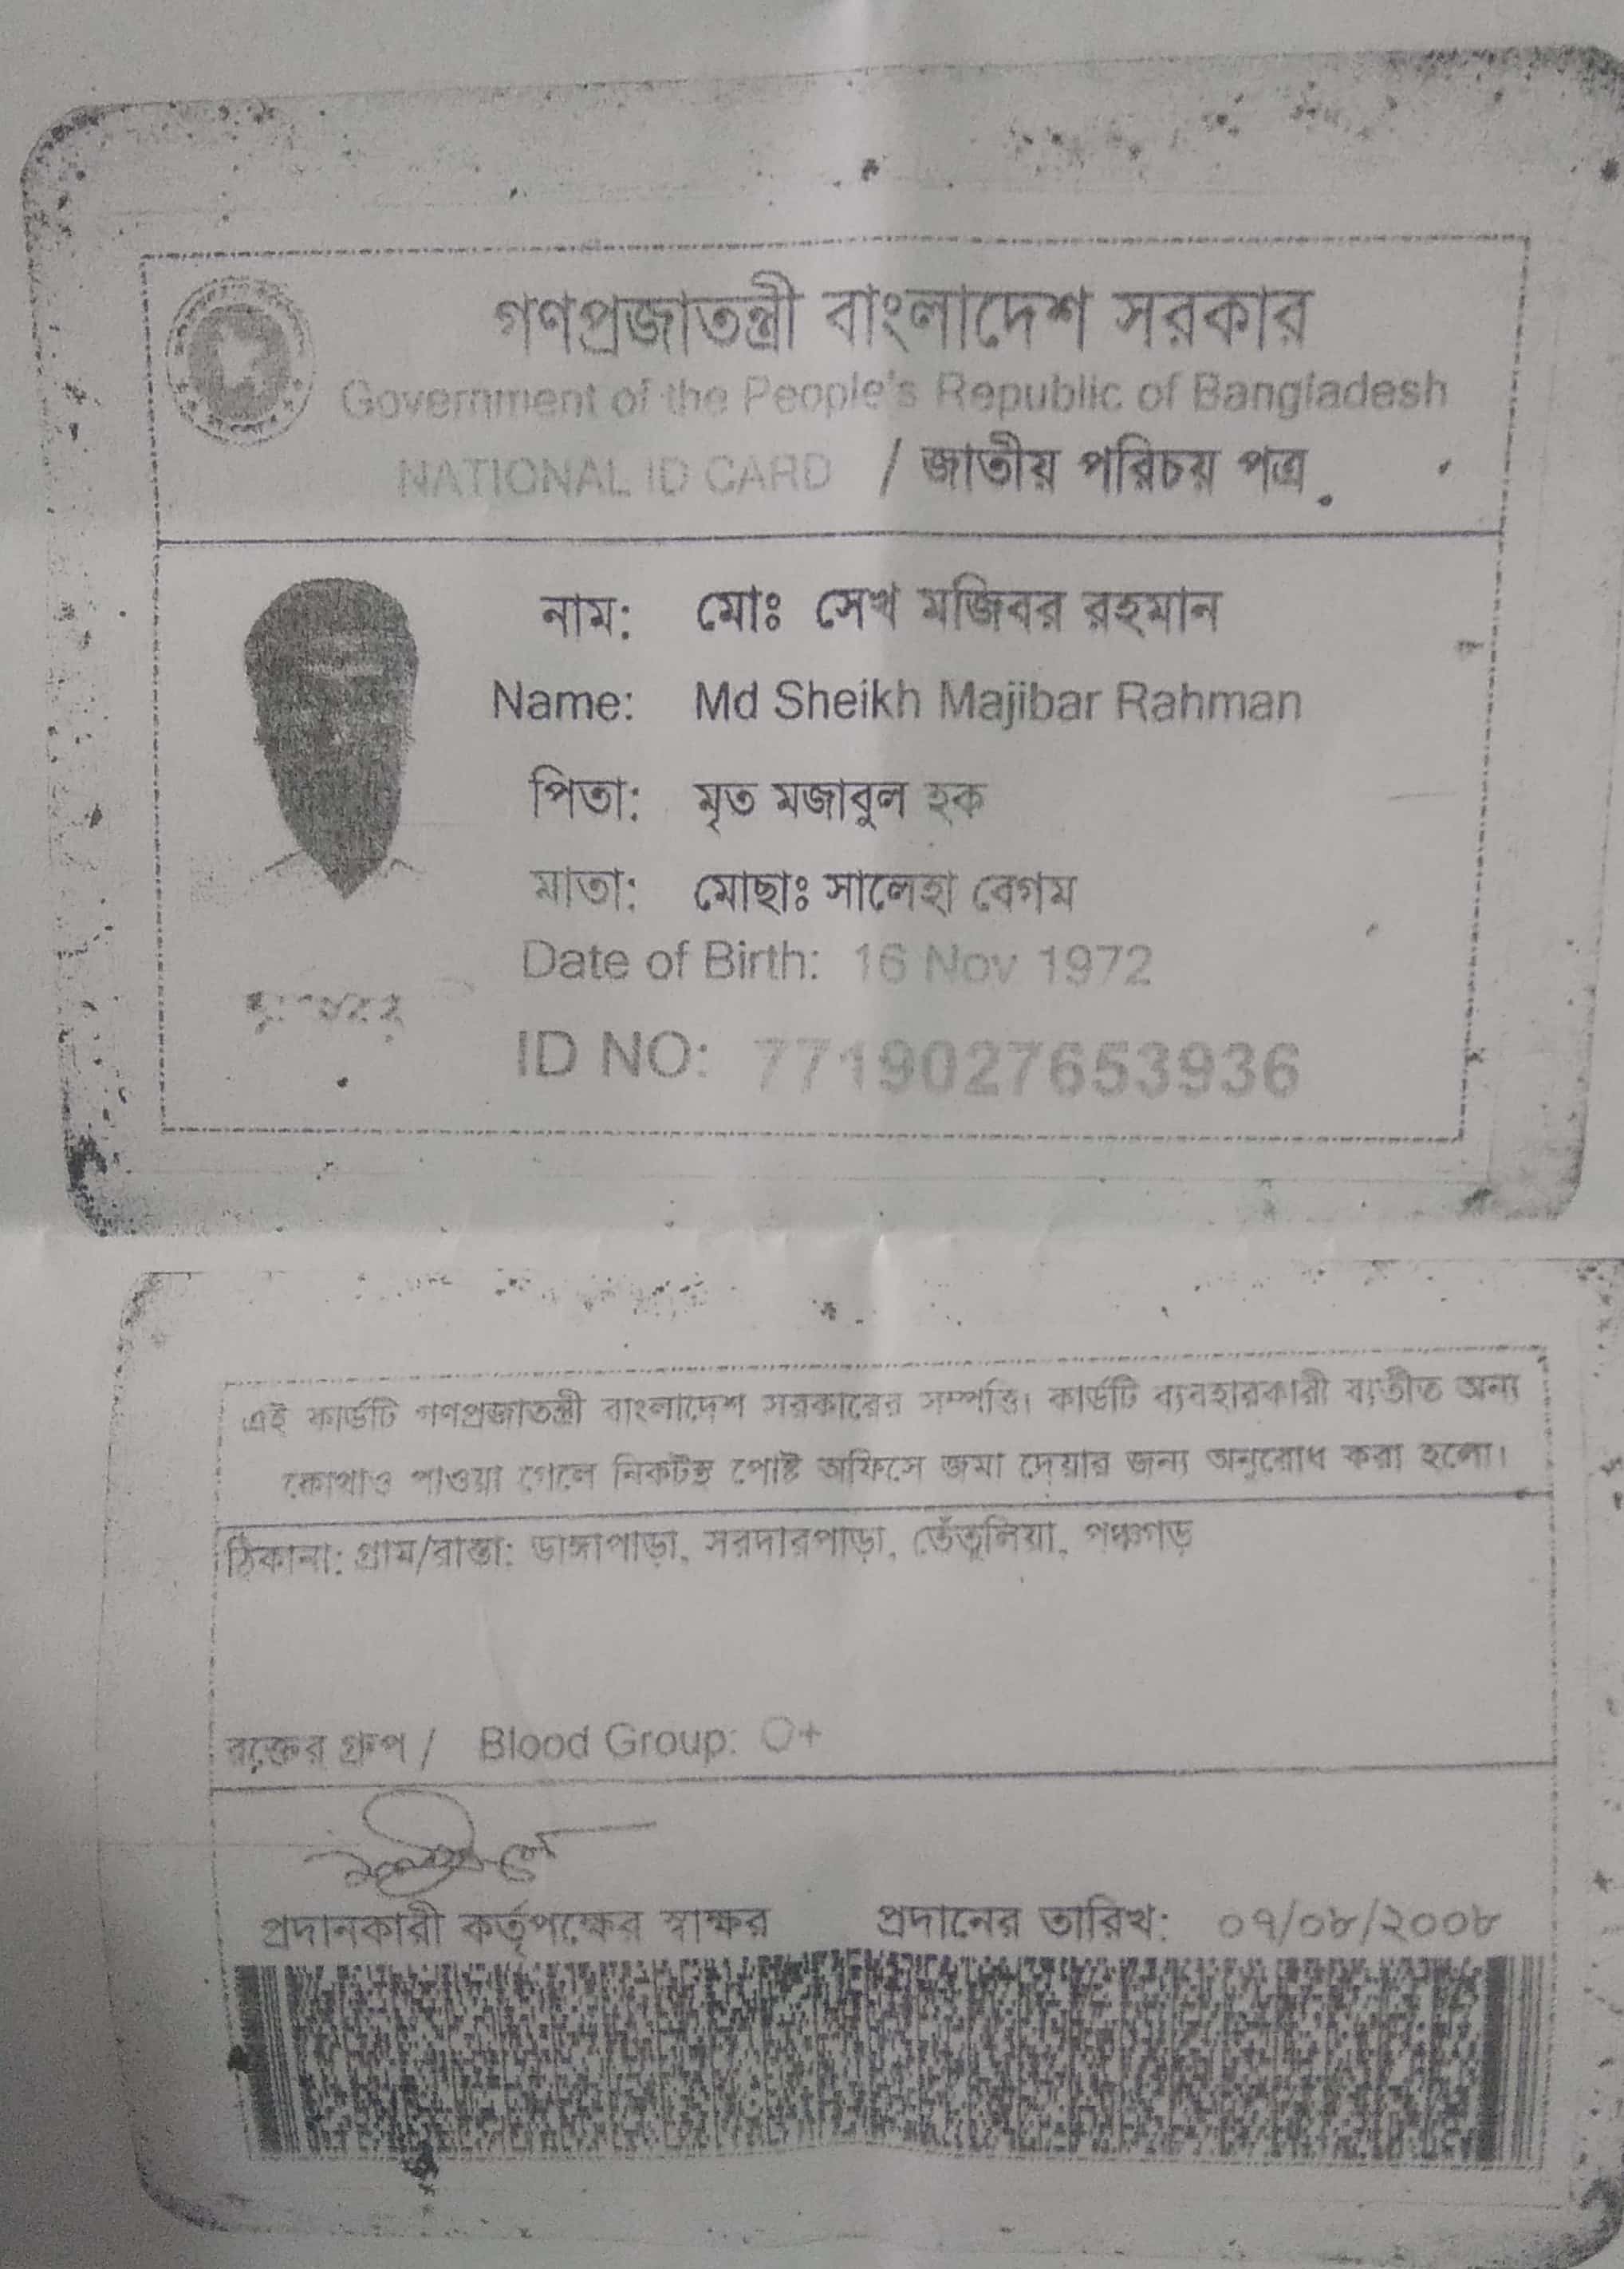 গণপ্রজাতন্ত্রী বাংলাদেশ সরকার
Government of the People's Republic of Bangladesh
NATIONAL ID CARD / জাতীয় পরিচয় পত্র
নাম: মোঃ সেখ মজিবর রহমান
Name: Md Sheikh Majibar Rahman
পিতা: মৃত মজাবুল হক
মাতা: মোছাঃ সালেহা বেগম
Date of Birth: 16 Nov 1972
ID NO: 7719027653936
এই কার্ডটি গণপ্রজাতন্ত্রী বাংলাদেশ সরকারের সম্পত্তি। কার্ডটি ব্যবহারকারী ব্যতীত অন্য
কোথাও পাওয়া গেলে নিকটস্থ পোষ্ট অফিসে জমা দেয়ার জন্য অনুরোধ করা হলো।
ঠিকানা: গ্রাম/রাস্তা: ডাঙ্গাপাড়া, সরদারপাড়া, তেঁতুলিয়া, পঞ্চগড়
রক্তের গ্রুপ / Blood Group: O+
প্রদানকারী কর্তৃপক্ষের স্বাক্ষর প্রদানের তারিখ: ০৭/০৮/২০০৮